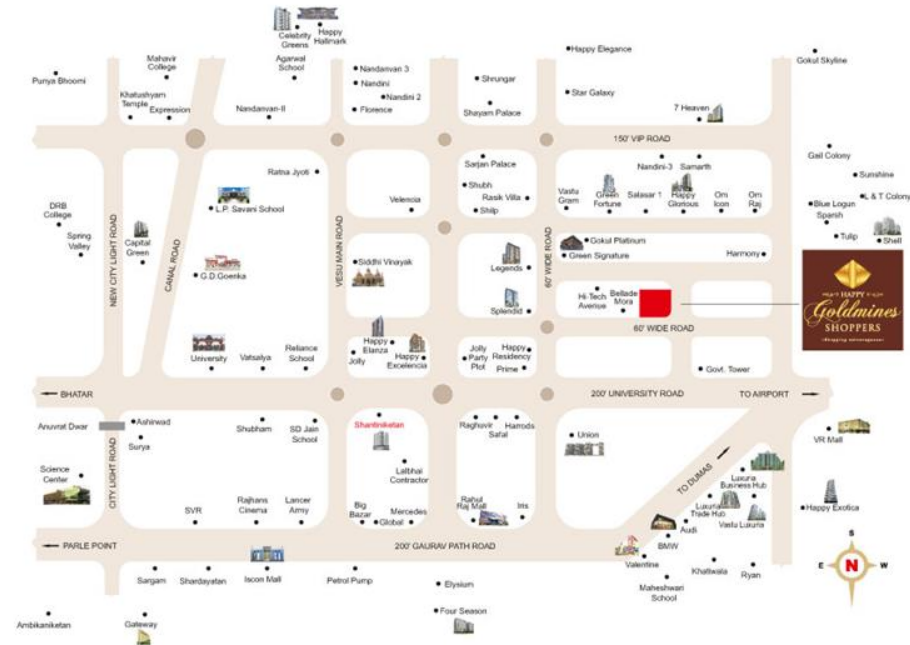 Celebrity
Greens
Happy
Hallmark
Happy Elegance
Gokul Skyline
Mahavir
College
Agarwal
School
Punya Bhoomi
Nandanvan 3
Nandini
Nandini 2
Florence
Shrungar
Star Galaxy
Shayam Palace
7 Heaven
Khatushyam
Temple
Expression
Nandanvan-II
150' VIP ROAD
Ratna Jyoti
Sarjan Palace
Nandini-3
Samarth
Gail Colony
Sunshine
L & T Colony
Blue Logun
Spanish
Tulip
Shell
DRB
College
Spring
Valley
Capital
Green
NEW CITY LIGHT ROAD
CANAL ROAD
L.P. Savani School
G.D.Goenka
VESU MAIN ROAD
Velencia
Siddhi Vinayak
Shubh
Rasik Villa
Shilp
Legends
Splendid
60' WIDE ROAD
Vastu
Gram
Green
Fortune
Salasar 1
Happy
Glorious
Om
Icon
Om
Raj
Gokul Platinum
Green Signature
Harmony
Hi-Tech
Avenue
Bellade
Mora
HAPPY
Goldmines
SHOPPERS
60' WIDE ROAD
University
Vatsalya
Reliance
School
Happy
Elanza
Jolly
Happy
Excelencia
Jolly
Party
Plot
Happy
Residency
Prime
Govt. Tower
BHATAR
200' UNIVERSITY ROAD
TO AIRPORT
Anuvrat Dwar
Ashirwad
Surya
Shubham
SD Jain
School
Shantiniketan
Raghuvir
Safal
Harrods
Union
VR Mall
Science
Center
CITY LIGHT ROAD
Lalbhai
Contractor
TO DUMAS
Luxuria
Business Hub
Luxuria
Trade Hub
Vastu Luxuria
Happy Exotica
SVR
Rajhans
Cinema
Lancer
Army
Big
Bazar
Global
Mercedes
Rahul
Raj Mall
Iris
Audi
BMW
PARLE POINT
200' GAURAV PATH ROAD
Valentine
Maheshwari
School
Khatiwala
Ryan
Sargam
Shardayatan
Iscon Mall
Petrol Pump
Elysium
Four Season
Ambikaniketan
Gateway
S
E
N
W